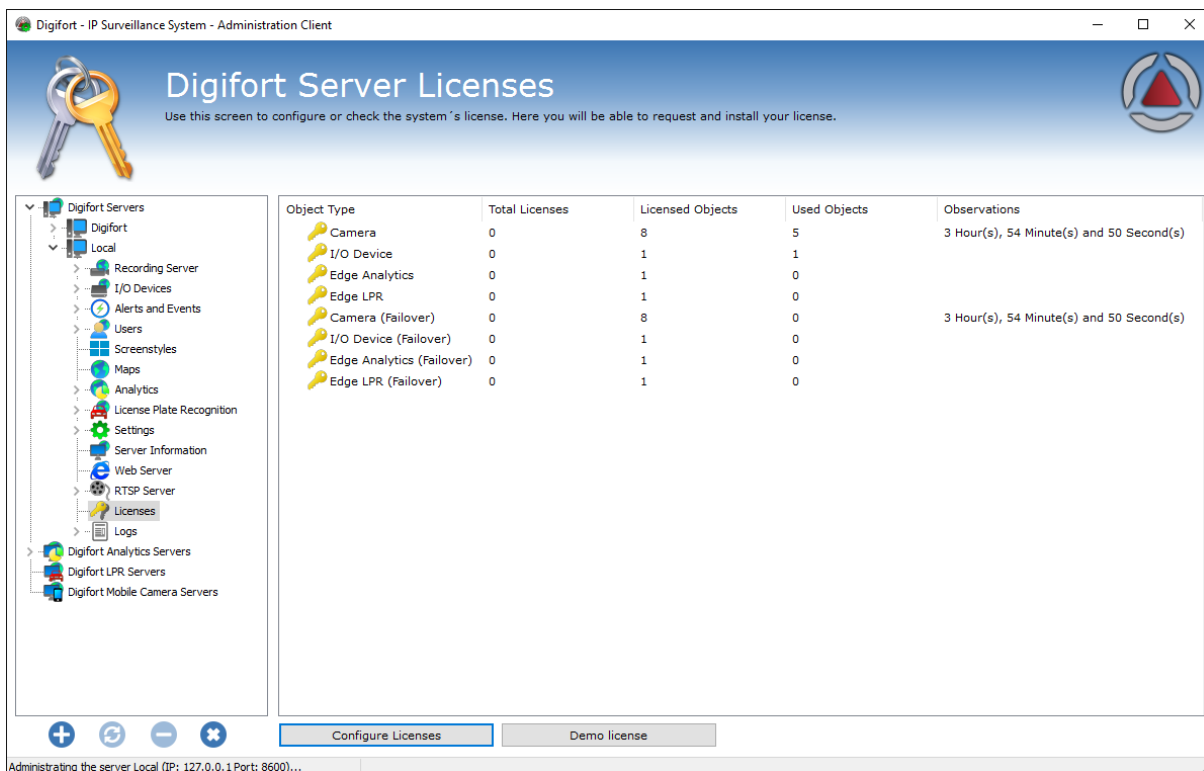 Digifort - IP Surveillance System - Administration Client
Digifort Server Licenses
Use this screen to configure or check the system´s license. Here you will be able to request and install your license.
Digifort Servers
Digifort
Local
Recording Server
I/O Devices
Alerts and Events
Users
Screenstyles
Maps
Analytics
License Plate Recognition
Settings
Server Information
Web Server
RTSP Server
Licenses
Logs
Digifort Analytics Servers
Digifort LPR Servers
Digifort Mobile Camera Servers
Object Type Total Licenses Licensed Objects Used Objects Observations
Camera 0 8 5 3 Hour(s), 54 Minute(s) and 50 Second(s)
I/O Device 0 1 1
Edge Analytics 0 1 0
Edge LPR 0 1 0
Camera (Failover) 0 8 0 3 Hour(s), 54 Minute(s) and 50 Second(s)
I/O Device (Failover) 0 1 0
Edge Analytics (Failover) 0 1 0
Edge LPR (Failover) 0 1 0
Configure Licenses Demo license
Administrating the server Local (IP: 127.0.0.1 Port: 8600)...